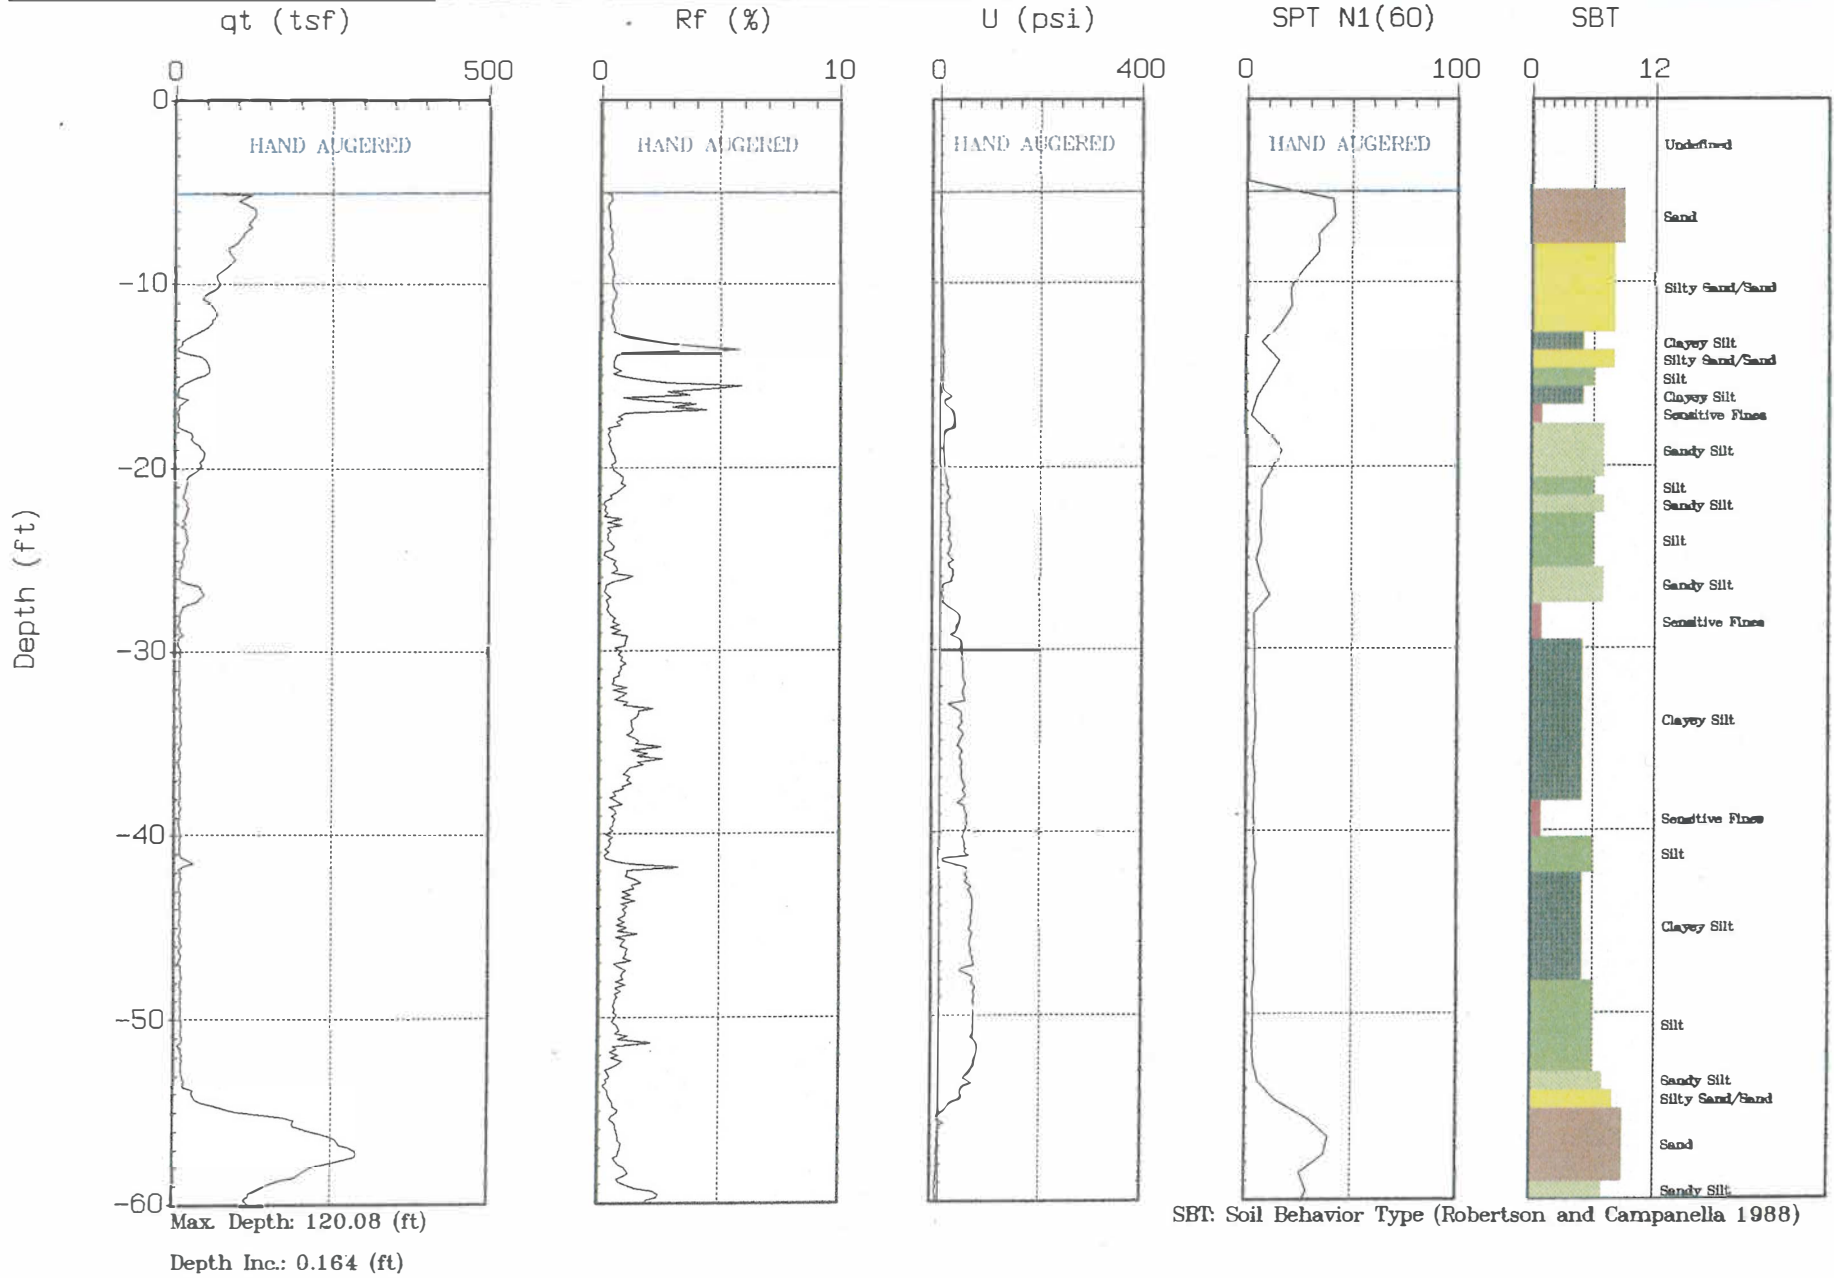 qt (tsf) Rf (%) U (psi) SPT N1(60) SBT
0 500 0 10 0 400 0 100 0 12
0
HAND AUGERED HAND AUGERED HAND AUGERED HAND AUGERED
Undefined
Sand
-10
Silty Sand/Sand
Clayey Silt
Silty Sand/Sand
Silt
Clayey Silt
Sensitive Fines
Sandy Silt
-20
Silt
Sandy Silt
Silt
Sandy Silt
Sensitive Fines
-30
Depth (ft)
Clayey Silt
Sensitive Fines
-40
Silt
Clayey Silt
-50
Silt
Sandy Silt
Silty Sand/Sand
Sand
Sandy Silt
-60
Max. Depth: 120.08 (ft)
SBT: Soil Behavior Type (Robertson and Campanella 1988)
Depth Inc.: 0.164 (ft)